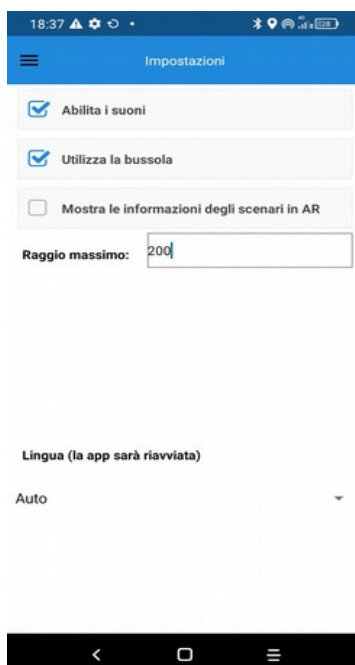 18:37
Impostazioni
Abilita i suoni
Utilizza la bussola
Mostra le informazioni degli scenari in AR
Raggio massimo: 200
Lingua (la app sarà riavviata)
Auto